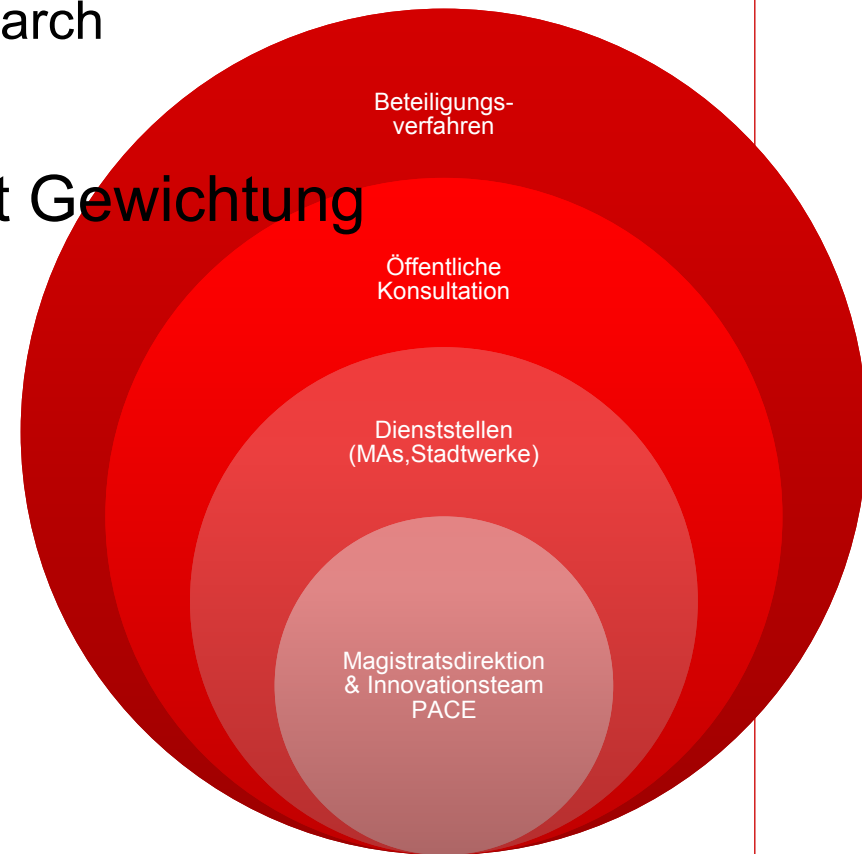 arch
Beteiligungs-
verfahren
t Gewichtung
Öffentliche
Konsultation
Dienststellen
(MAs,Stadtwerke)
Magistratsdirektion
& Innovationsteam
PACE